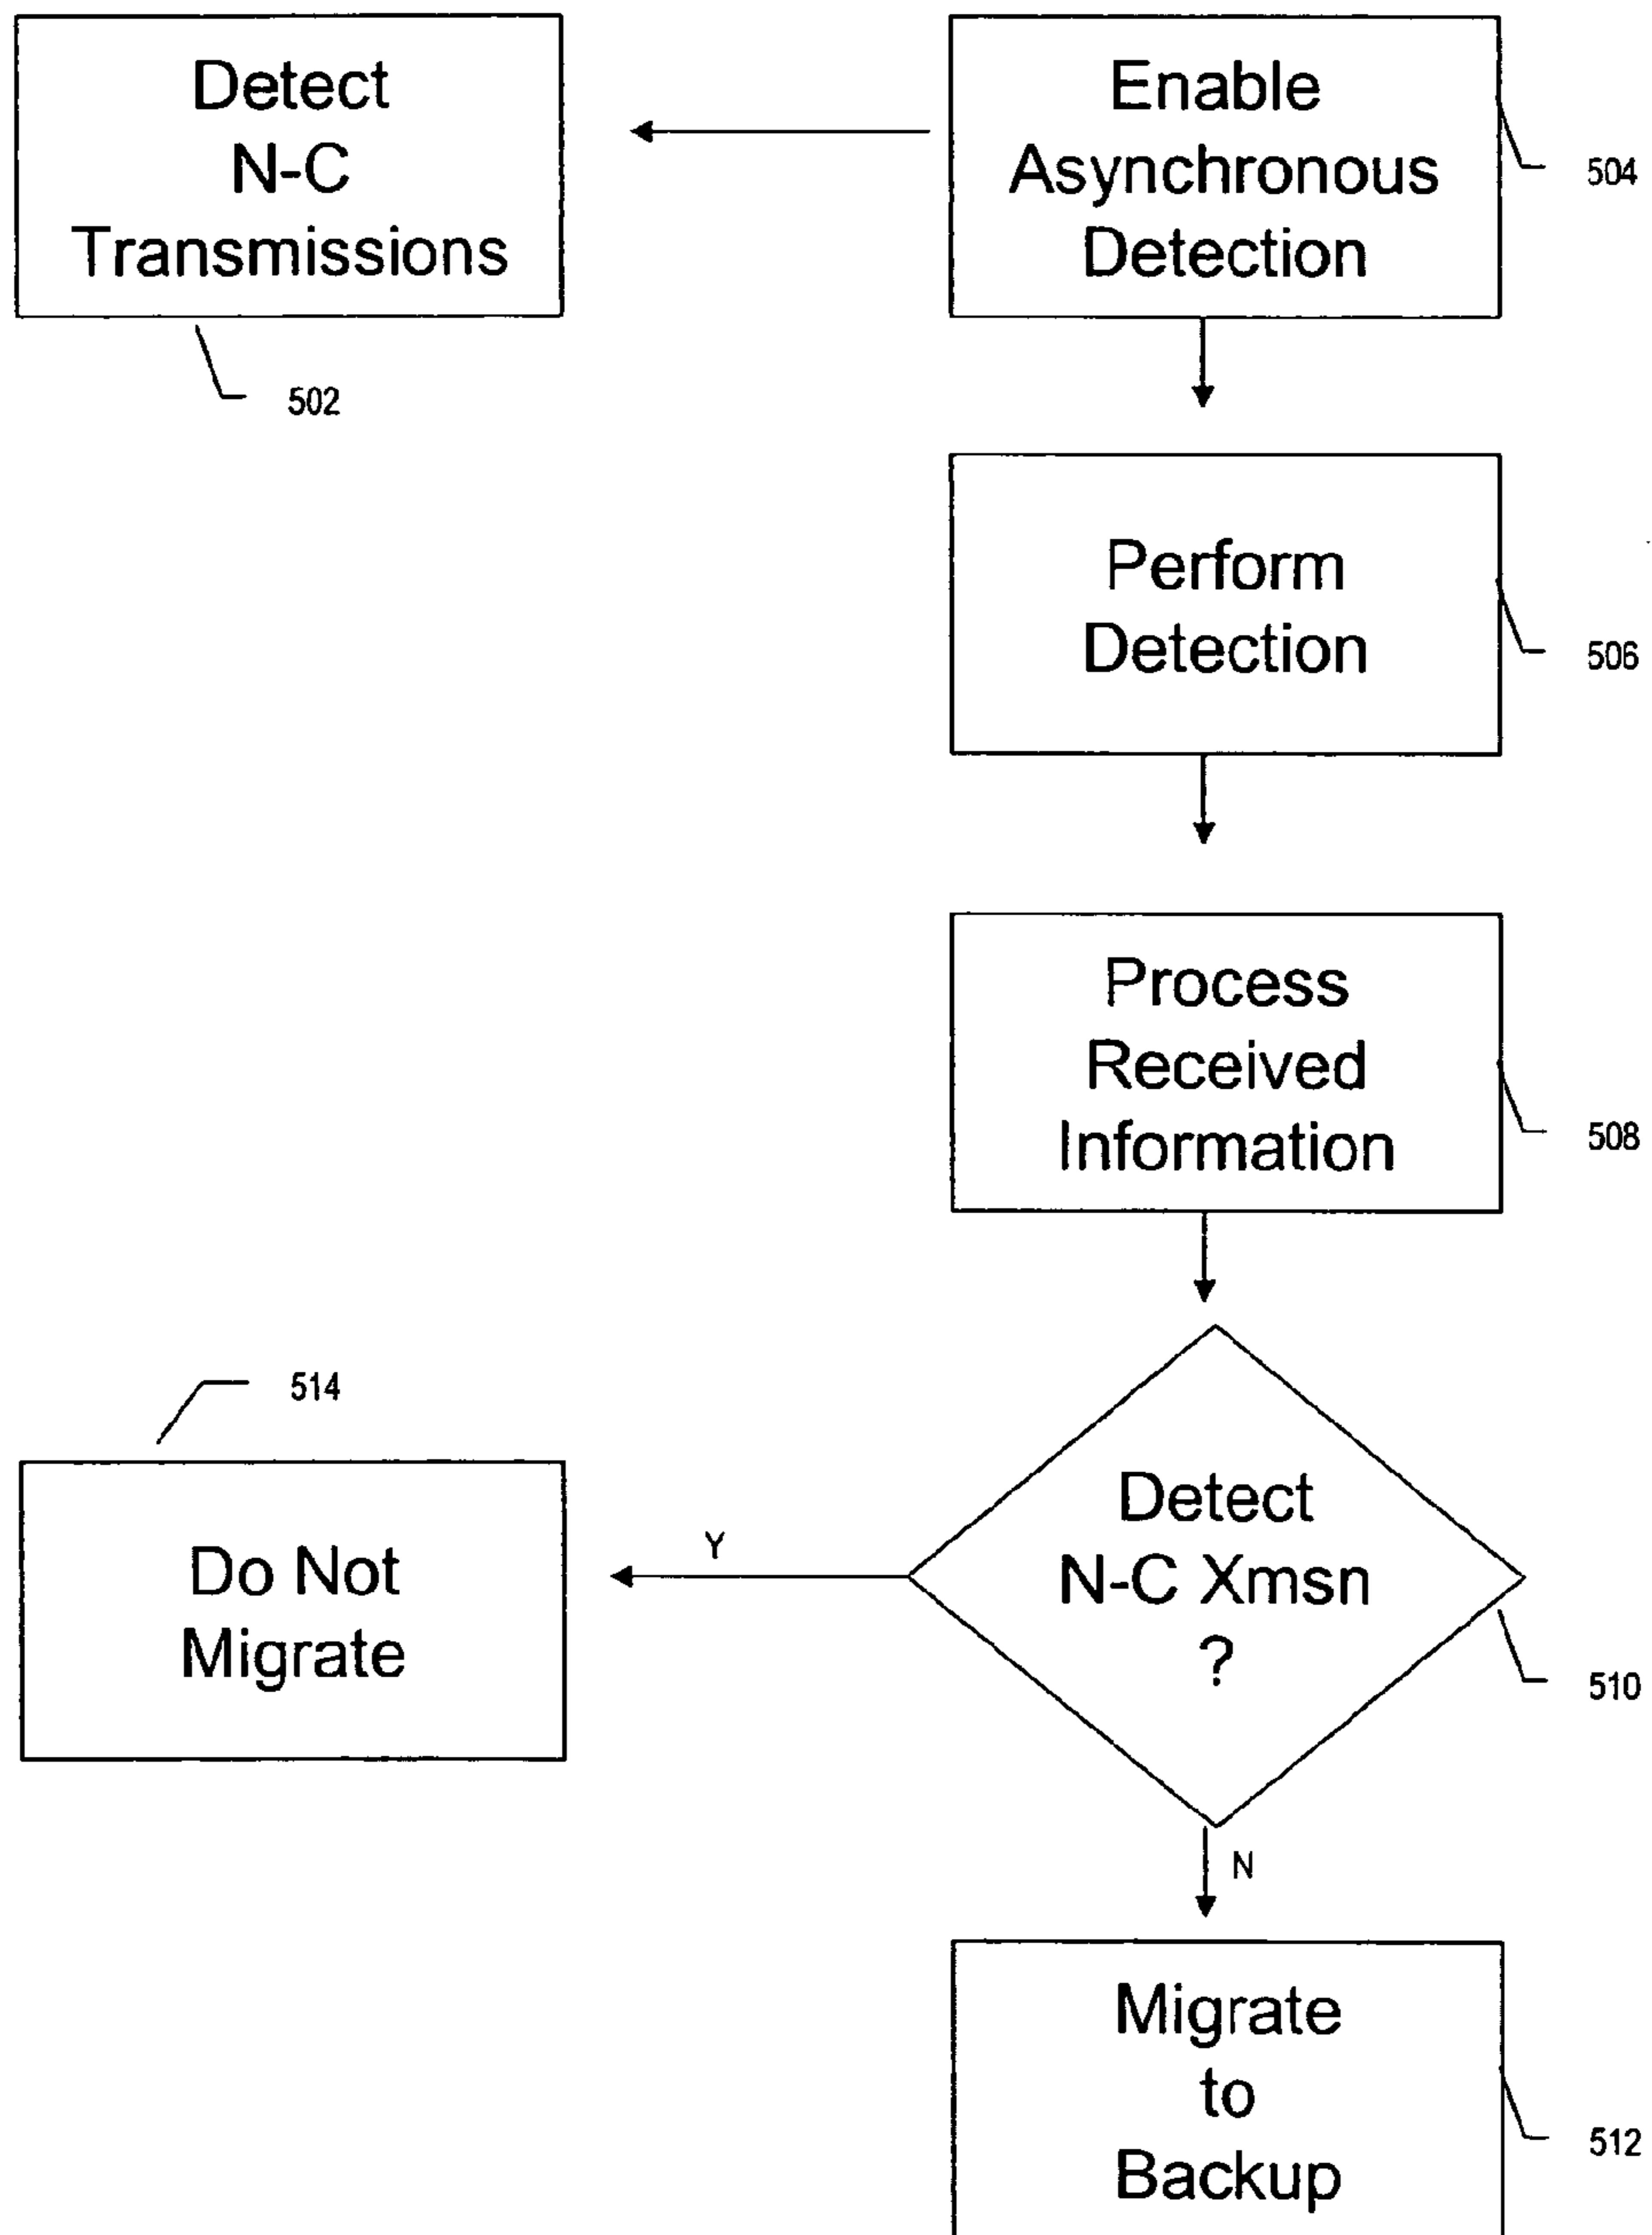 Detect
N-C
Transmissions
502
Enable
Asynchronous
Detection
504
Perform
Detection
506
Process
Received
Information
508
Detect
N-C Xmsn
?
510
Y
514
Do Not
Migrate
N
Migrate
to
Backup
512